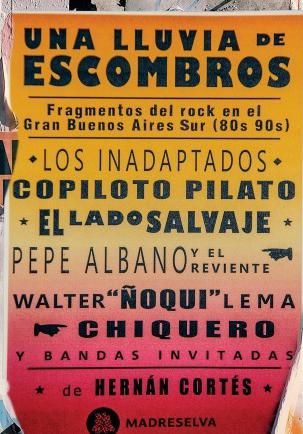 UNA LLUVIA DE
ESCOMBROS
Fragmentos del rock en el
Gran Buenos Aires Sur (80s 90s)
LOS INADAPTADOS
COPILOTO PILATO
EL LADO SALVAJE
PEPE ALBANO Y EL REVIENTE
WALTER "ÑOQUI" LEMA
CHIQUERO
Y BANDAS INVITADAS
de HERNÁN CORTÉS
MADRESELVA